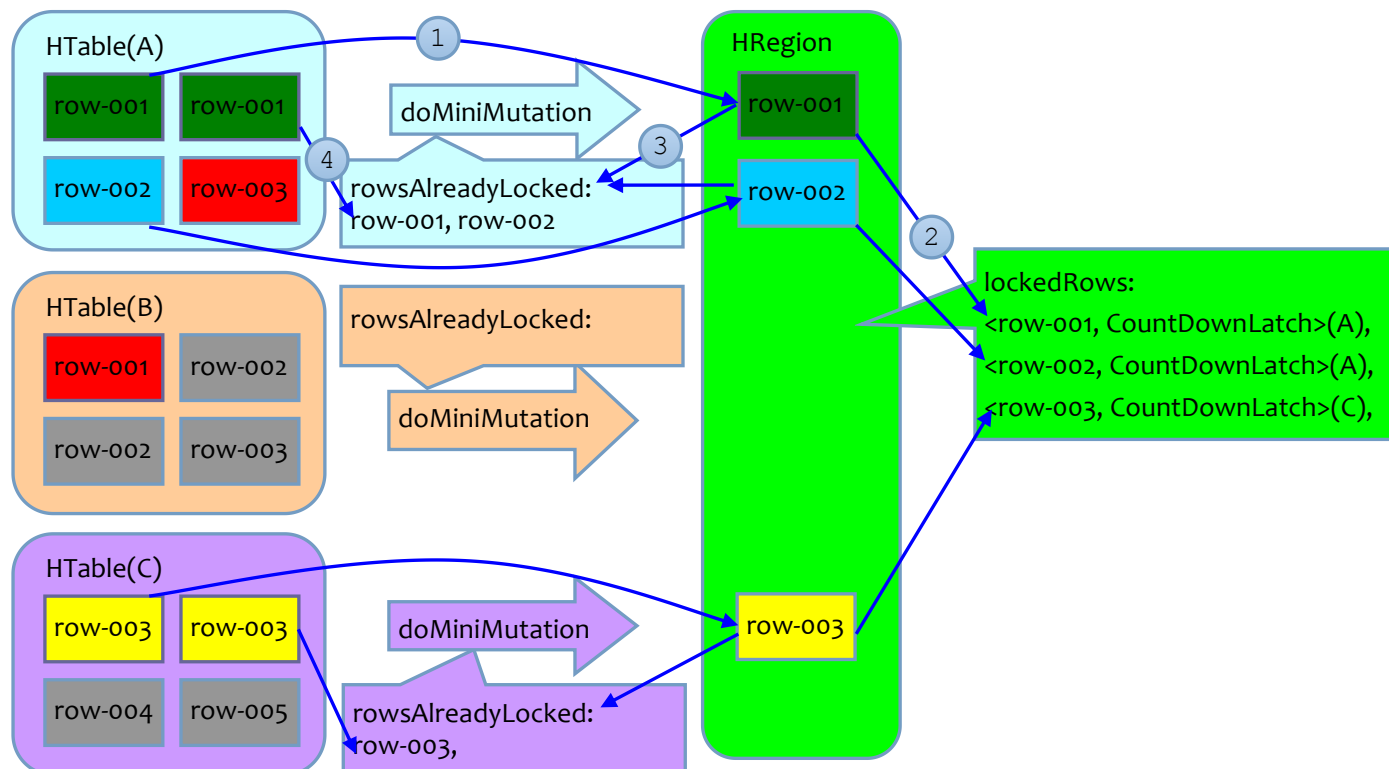 HTable(A)
row-001
row-001
row-002
row-003
1
doMiniMutation
4
3
rowsAlreadyLocked:
row-001, row-002
HRegion
row-001
row-002
2
lockedRows:
<row-001, CountDownLatch>(A),
<row-002, CountDownLatch>(A),
<row-003, CountDownLatch>(C),
HTable(B)
row-001
row-002
row-002
row-003
rowsAlreadyLocked:
doMiniMutation
HTable(C)
row-003
row-003
row-004
row-005
doMiniMutation
rowsAlreadyLocked:
row-003,
row-003